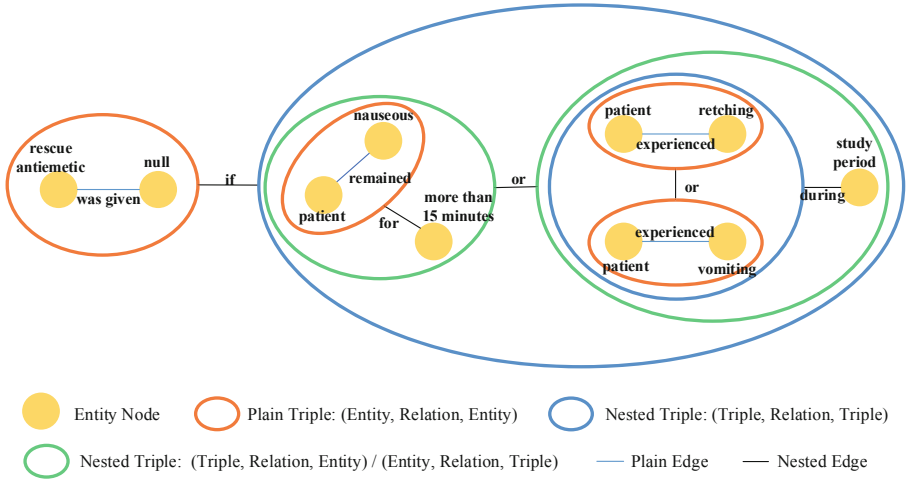 rescue
antiemetic
null
was given
if
nauseous
remained
patient
for
more than
15 minutes
or
patient
retching
experienced
or
experienced
patient
vomiting
study
period
during
Entity Node
Plain Triple: (Entity, Relation, Entity)
Nested Triple: (Triple, Relation, Triple)
Nested Triple: (Triple, Relation, Entity) / (Entity, Relation, Triple)
Plain Edge
Nested Edge